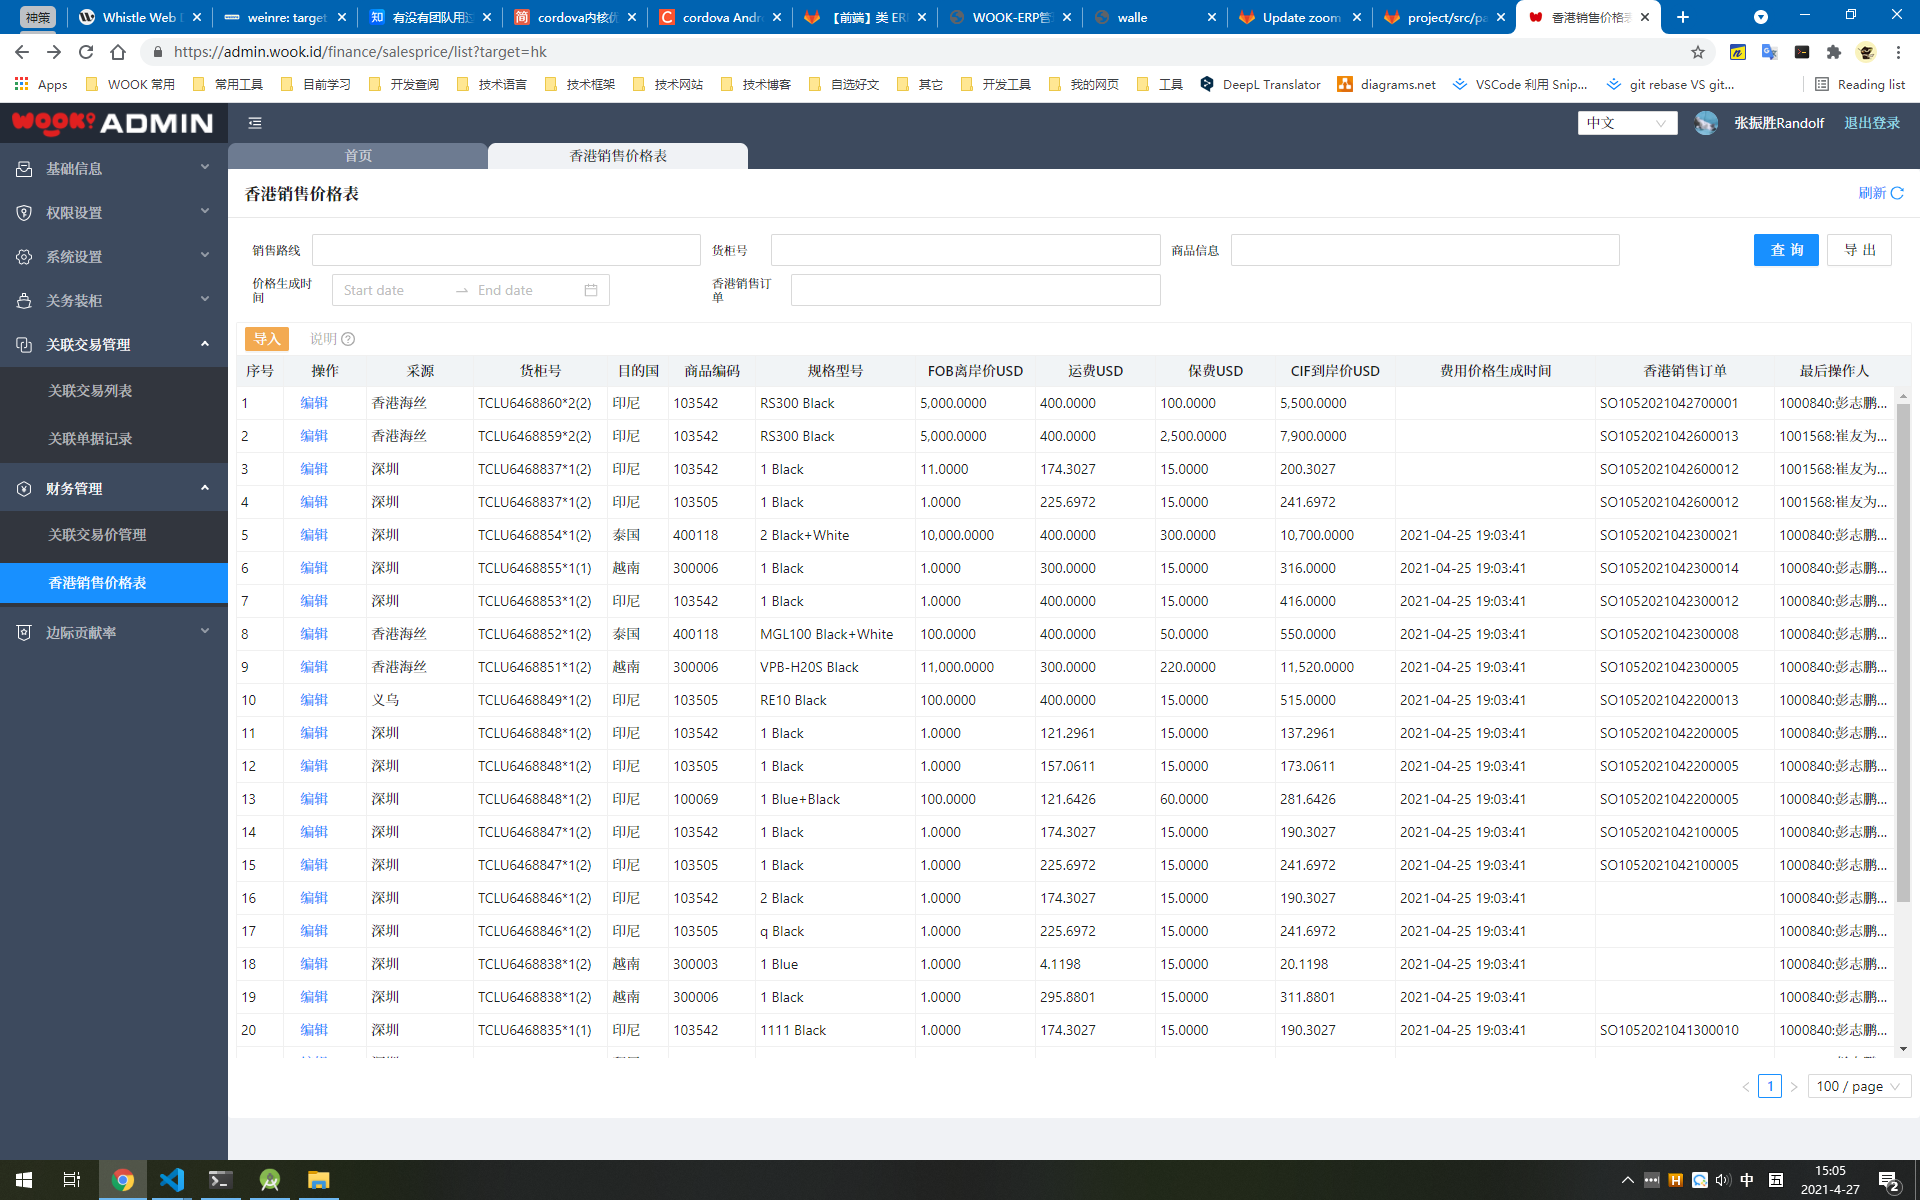 神策 Whistle Web weinre: target 有没有团队用过 cordova内核优 cordova Andr 【前端】类 ER WOOK-ERP管 walle Update zoom project/src/pa 香港销售价格表
https://admin.wook.id/finance/salesprice/list?target=hk
Apps WOOK 常用 常用工具 目前学习 开发查阅 技术语言 技术框架 技术网站 技术博客 自选好文 其它 开发工具 我的网页 工具 DeepL Translator diagrams.net VSCode 利用 Snip... git rebase VS git... Reading list
WOOK? ADMIN 中文 张振胜Randolf 退出登录
首页 香港销售价格表
基础信息
权限设置
系统设置
关务装柜
关联交易管理
关联交易列表
关联单据记录
财务管理
关联交易价管理
香港销售价格表
边际贡献率
香港销售价格表 刷新
销售路线 货柜号 商品信息 查 询 导 出
价格生成时间 Start date End date 香港销售订单
导入 说明
序号 操作 采源 货柜号 目的国 商品编码 规格型号 FOB离岸价USD 运费USD 保费USD CIF到岸价USD 费用价格生成时间 香港销售订单 最后操作人
1 编辑 香港海丝 TCLU6468860*2(2) 印尼 103542 RS300 Black 5,000.0000 400.0000 100.0000 5,500.0000 SO1052021042700001 1000840:彭志鹏...
2 编辑 香港海丝 TCLU6468859*2(2) 印尼 103542 RS300 Black 5,000.0000 400.0000 2,500.0000 7,900.0000 SO1052021042600013 1001568:崔友为...
3 编辑 深圳 TCLU6468837*1(2) 印尼 103542 1 Black 11.0000 174.3027 15.0000 200.3027 SO1052021042600012 1001568:崔友为...
4 编辑 深圳 TCLU6468837*1(2) 印尼 103505 1 Black 1.0000 225.6972 15.0000 241.6972 SO1052021042600012 1001568:崔友为...
5 编辑 深圳 TCLU6468854*1(2) 泰国 400118 2 Black+White 10,000.0000 400.0000 300.0000 10,700.0000 2021-04-25 19:03:41 SO1052021042300021 1000840:彭志鹏...
6 编辑 深圳 TCLU6468855*1(1) 越南 300006 1 Black 1.0000 300.0000 15.0000 316.0000 2021-04-25 19:03:41 SO1052021042300014 1000840:彭志鹏...
7 编辑 深圳 TCLU6468853*1(2) 印尼 103542 1 Black 1.0000 400.0000 15.0000 416.0000 2021-04-25 19:03:41 SO1052021042300012 1000840:彭志鹏...
8 编辑 香港海丝 TCLU6468852*1(2) 泰国 400118 MGL100 Black+White 100.0000 400.0000 50.0000 550.0000 2021-04-25 19:03:41 SO1052021042300008 1000840:彭志鹏...
9 编辑 香港海丝 TCLU6468851*1(2) 越南 300006 VPB-H20S Black 11,000.0000 300.0000 220.0000 11,520.0000 2021-04-25 19:03:41 SO1052021042300005 1000840:彭志鹏...
10 编辑 义乌 TCLU6468849*1(2) 印尼 103505 RE10 Black 100.0000 400.0000 15.0000 515.0000 2021-04-25 19:03:41 SO1052021042200013 1000840:彭志鹏...
11 编辑 深圳 TCLU6468848*1(2) 印尼 103542 1 Black 1.0000 121.2961 15.0000 137.2961 2021-04-25 19:03:41 SO1052021042200005 1000840:彭志鹏...
12 编辑 深圳 TCLU6468848*1(2) 印尼 103505 1 Black 1.0000 157.0611 15.0000 173.0611 2021-04-25 19:03:41 SO1052021042200005 1000840:彭志鹏...
13 编辑 深圳 TCLU6468848*1(2) 印尼 100069 1 Blue+Black 100.0000 121.6426 60.0000 281.6426 2021-04-25 19:03:41 SO1052021042200005 1000840:彭志鹏...
14 编辑 深圳 TCLU6468847*1(2) 印尼 103542 1 Black 1.0000 174.3027 15.0000 190.3027 2021-04-25 19:03:41 SO1052021042100005 1000840:彭志鹏...
15 编辑 深圳 TCLU6468847*1(2) 印尼 103505 1 Black 1.0000 225.6972 15.0000 241.6972 2021-04-25 19:03:41 SO1052021042100005 1000840:彭志鹏...
16 编辑 深圳 TCLU6468846*1(2) 印尼 103542 2 Black 1.0000 174.3027 15.0000 190.3027 2021-04-25 19:03:41 1000840:彭志鹏...
17 编辑 深圳 TCLU6468846*1(2) 印尼 103505 q Black 1.0000 225.6972 15.0000 241.6972 2021-04-25 19:03:41 1000840:彭志鹏...
18 编辑 深圳 TCLU6468838*1(2) 越南 300003 1 Blue 1.0000 4.1198 15.0000 20.1198 2021-04-25 19:03:41 1000840:彭志鹏...
19 编辑 深圳 TCLU6468838*1(2) 越南 300006 1 Black 1.0000 295.8801 15.0000 311.8801 2021-04-25 19:03:41 1000840:彭志鹏...
20 编辑 深圳 TCLU6468835*1(1) 印尼 103542 1111 Black 1.0000 174.3027 15.0000 190.3027 2021-04-25 19:03:41 SO1052021041300010 1000840:彭志鹏...
1 100 / page
中 15:05
2021-4-27 2